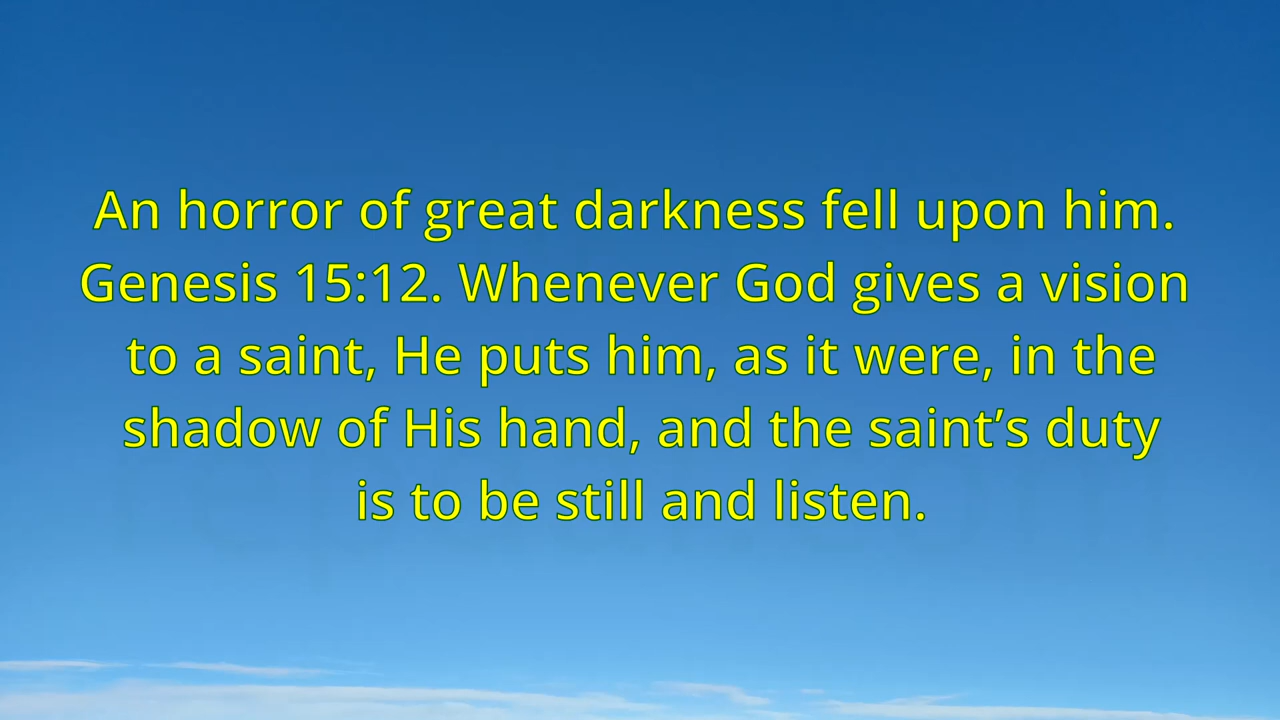 An horror of great darkness fell upon him.
Genesis 15:12. Whenever God gives a vision
to a saint, He puts him, as it were, in the
shadow of His hand, and the saint’s duty
is to be still and listen.